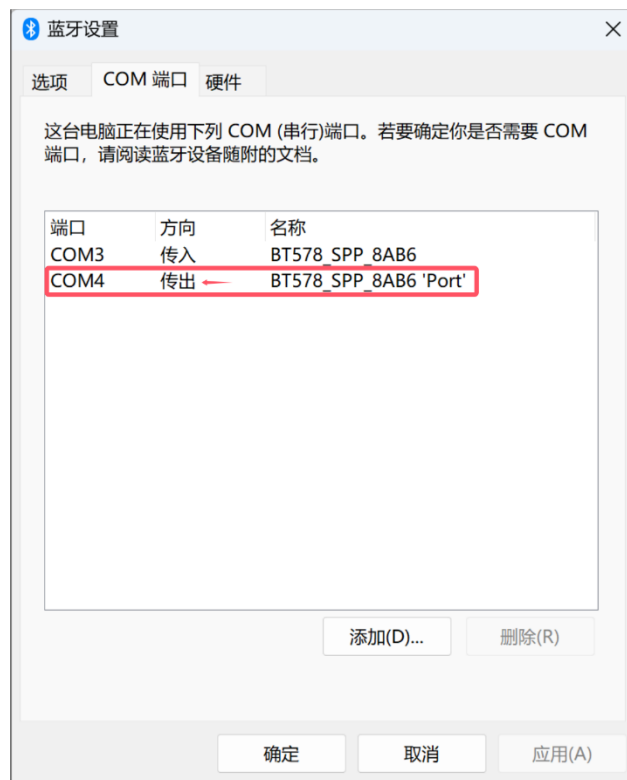 蓝牙设置
选项 COM 端口 硬件
这台电脑正在使用下列 COM (串行)端口。若要确定你是否需要 COM
端口，请阅读蓝牙设备随附的文档。
端口 方向 名称
COM3 传入 BT578_SPP_8AB6
COM4 传出 BT578_SPP_8AB6 'Port'
添加(D)... 删除(R)
确定 取消 应用(A)